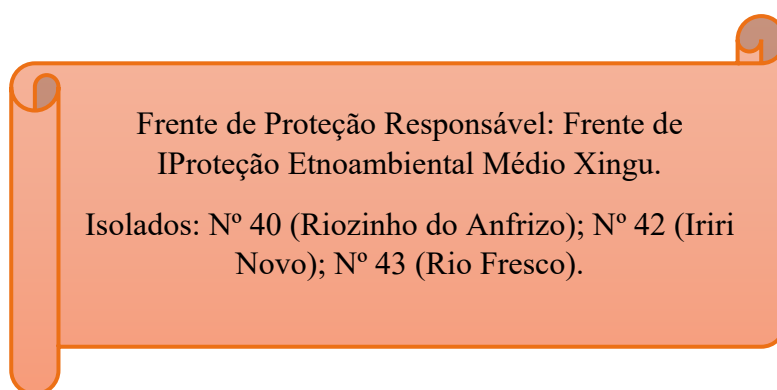 Frente de Proteção Responsável: Frente de
IProteção Etnoambiental Médio Xingu.
Isolados: Nº 40 (Riozinho do Anfrizo); Nº 42 (Iriri
Novo); Nº 43 (Rio Fresco).